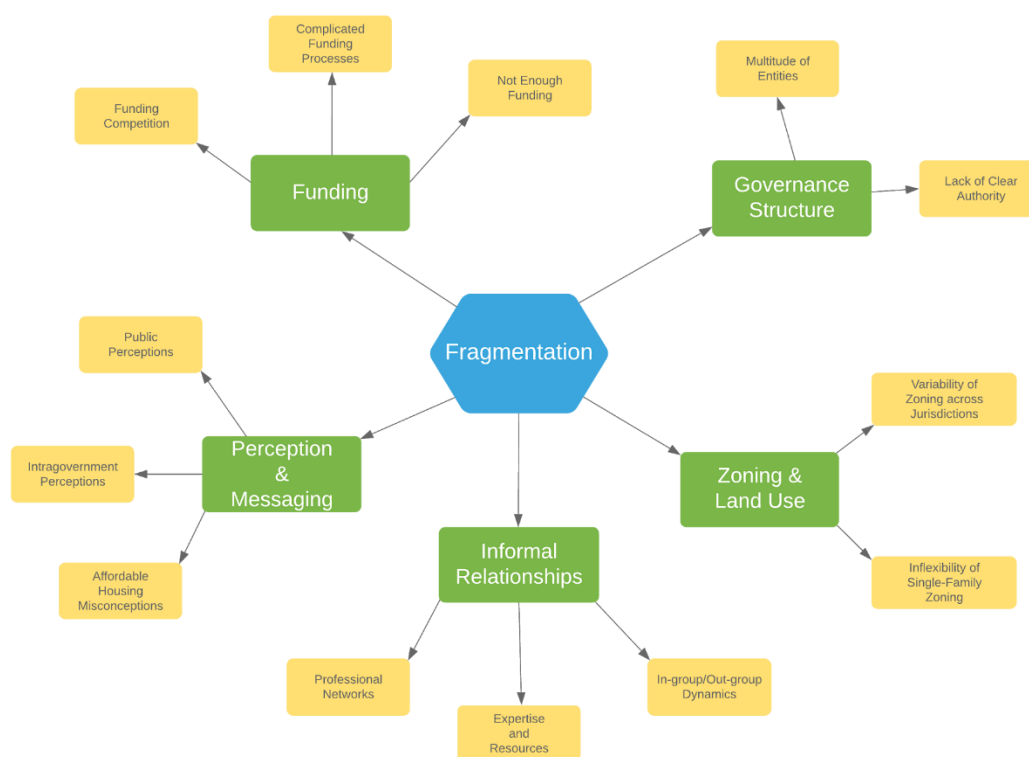 Complicated
Funding
Processes
Not Enough
Funding
Funding
Competition
Funding
Multitude of
Entities
Governance
Structure
Lack of Clear
Authority
Fragmentation
Public
Perceptions
Intragovernment
Perceptions
Perception
&
Messaging
Affordable
Housing
Misconceptions
Variability of
Zoning across
Jurisdictions
Zoning &
Land Use
Inflexibility of
Single-Family
Zoning
Informal
Relationships
Professional
Networks
Expertise
and
Resources
In-group/Out-group
Dynamics